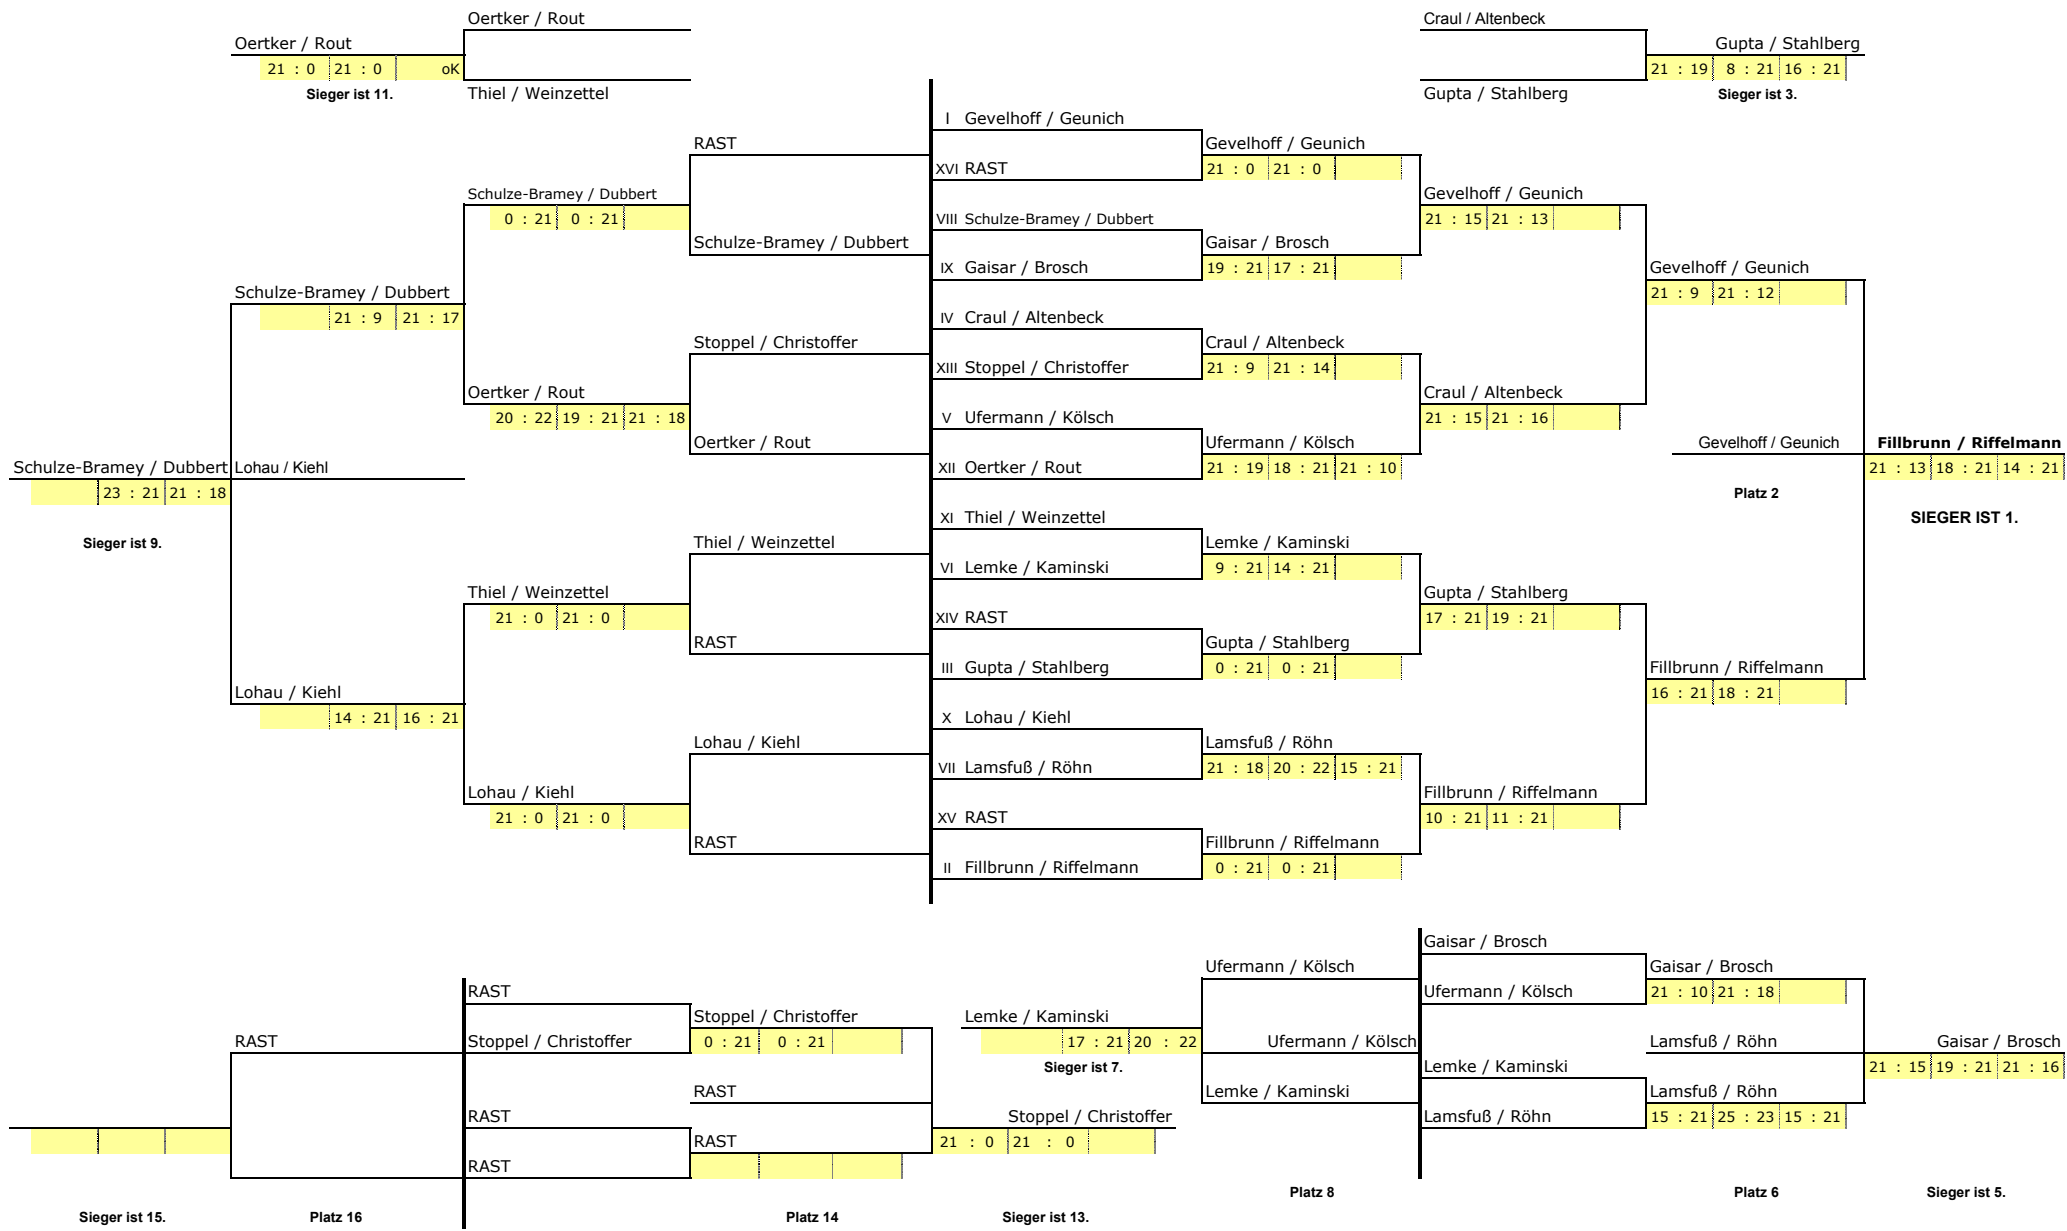 Oertker / Rout
Craul / Altenbeck
Oertker / Rout
Gupta / Stahlberg
21 : 0 21 : 0 oK
21 : 19 8 : 21 16 : 21
Sieger ist 11.
Thiel / Weinzettel
Gupta / Stahlberg
Sieger ist 3.
I Gevelhoff / Geunich
RAST
Gevelhoff / Geunich
XVI RAST
21 : 0 21 : 0
Schulze-Bramey / Dubbert
Gevelhoff / Geunich
0 : 21 0 : 21
VIII Schulze-Bramey / Dubbert
21 : 15 21 : 13
Schulze-Bramey / Dubbert
Gaisar / Brosch
IX Gaisar / Brosch
19 : 21 17 : 21
Gevelhoff / Geunich
Schulze-Bramey / Dubbert
21 : 9 21 : 12
21 : 9 21 : 17
IV Craul / Altenbeck
Stoppel / Christoffer
Craul / Altenbeck
XIII Stoppel / Christoffer
21 : 9 21 : 14
Oertker / Rout
Craul / Altenbeck
20 : 22 19 : 21 21 : 18
V Ufermann / Kölsch
21 : 15 21 : 16
Oertker / Rout
Ufermann / Kölsch
Gevelhoff / Geunich
Fillbrunn / Riffelmann
Schulze-Bramey / Dubbert
Lohau / Kiehl
XII Oertker / Rout
21 : 19 18 : 21 21 : 10
21 : 13 18 : 21 14 : 21
23 : 21 21 : 18
Platz 2
XI Thiel / Weinzettel
SIEGER IST 1.
Sieger ist 9.
Thiel / Weinzettel
Lemke / Kaminski
VI Lemke / Kaminski
9 : 21 14 : 21
Thiel / Weinzettel
Gupta / Stahlberg
21 : 0 21 : 0
XIV RAST
17 : 21 19 : 21
RAST
Gupta / Stahlberg
III Gupta / Stahlberg
0 : 21 0 : 21
Fillbrunn / Riffelmann
Lohau / Kiehl
16 : 21 18 : 21
14 : 21 16 : 21
X Lohau / Kiehl
Lohau / Kiehl
Lamsfuß / Röhn
VII Lamsfuß / Röhn
21 : 18 20 : 22 15 : 21
Lohau / Kiehl
Fillbrunn / Riffelmann
21 : 0 21 : 0
XV RAST
10 : 21 11 : 21
RAST
Fillbrunn / Riffelmann
II Fillbrunn / Riffelmann
0 : 21 0 : 21
Gaisar / Brosch
Ufermann / Kölsch
Gaisar / Brosch
RAST
Ufermann / Kölsch
21 : 10 21 : 18
Stoppel / Christoffer
Lemke / Kaminski
RAST
Stoppel / Christoffer
0 : 21 0 : 21
17 : 21 20 : 22
Ufermann / Kölsch
Lamsfuß / Röhn
Gaisar / Brosch
Sieger ist 7.
Lemke / Kaminski
21 : 15 19 : 21 21 : 16
RAST
Lemke / Kaminski
Lamsfuß / Röhn
RAST
Stoppel / Christoffer
Lamsfuß / Röhn
15 : 21 25 : 23 15 : 21
RAST
21 : 0 21 : 0
RAST
Platz 8
Platz 6
Sieger ist 5.
Sieger ist 15.
Platz 16
Platz 14
Sieger ist 13.